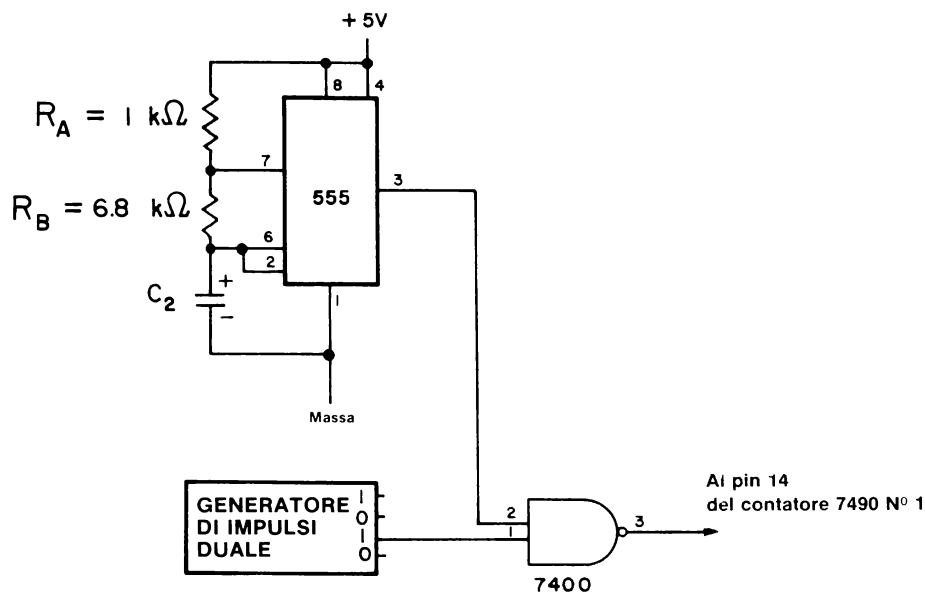 + 5V
8
4
R_A = 1 kΩ
7
3
555
R_B = 6.8 kΩ
6
2
C_2
+
−
1
Massa
GENERATORE
DI IMPULSI
DUALE
1
0
1
0
2
1
3
7400
Al pin 14
del contatore 7490 Nº 1